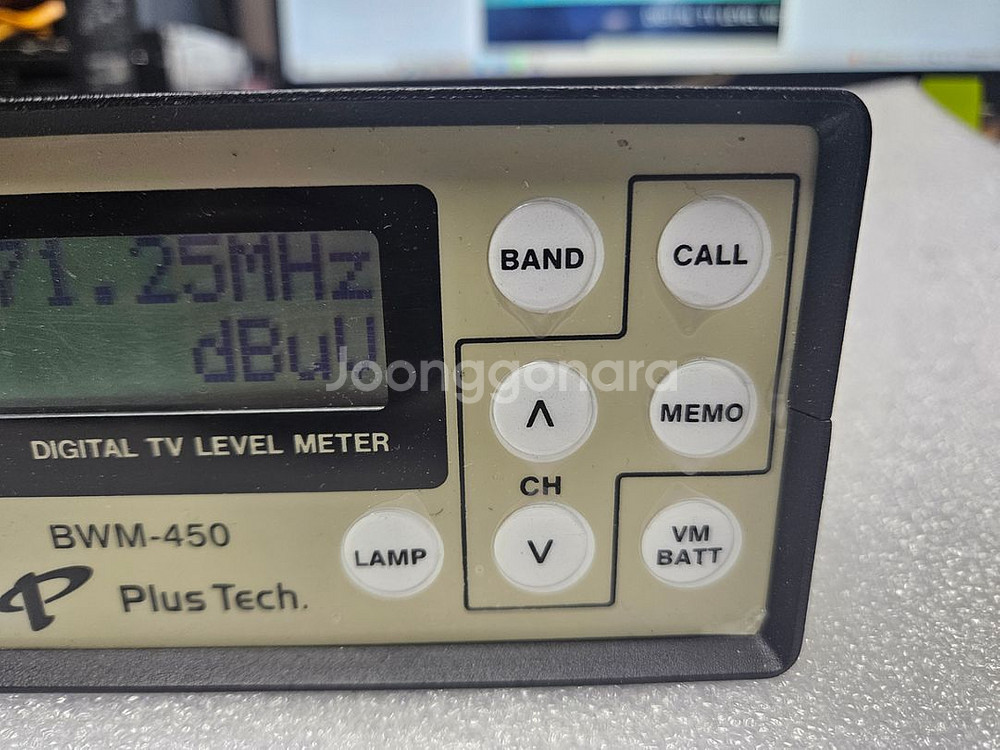 71.25MHz
dBuV
DIGITAL TV LEVEL METER
BWM-450
Plus Tech.
BAND
CALL
Λ
MEMO
CH
LAMP
V
VM
BATT
Joonggonara